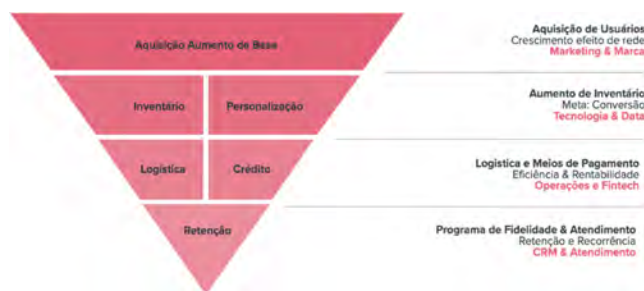 Aquisição Aumento de Base
Aquisição de Usuários
Crescimento efeito de rede
Marketing & Marca
Inventário
Personalização
Aumento de Inventário
Meta: Conversão
Tecnologia & Data
Logística
Crédito
Logística e Meios de Pagamento
Eficiência & Rentabilidade
Operações e Fintech
Retenção
Programa de Fidelidade & Atendimento
Retenção e Recorrência
CRM & Atendimento